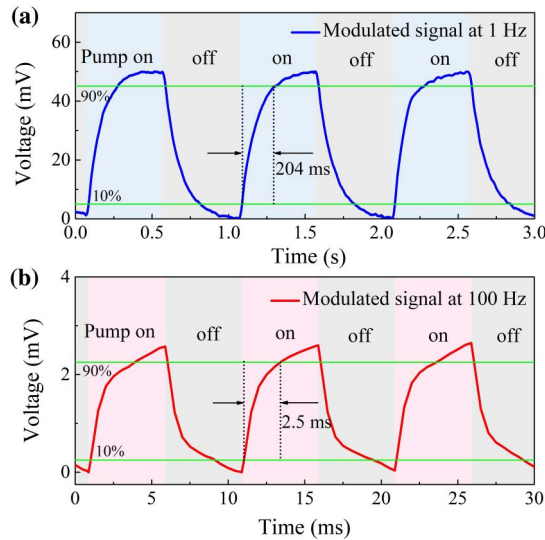 (a)
Modulated signal at 1 Hz
Pump on off on off on off
90%
204 ms
10%
Voltage (mV)
60
40
20
0
0.0 0.5 1.0 1.5 2.0 2.5 3.0
Time (s)
(b)
Modulated signal at 100 Hz
Pump on off on off on off
90%
2.5 ms
10%
Voltage (mV)
4
2
0
0 5 10 15 20 25 30
Time (ms)